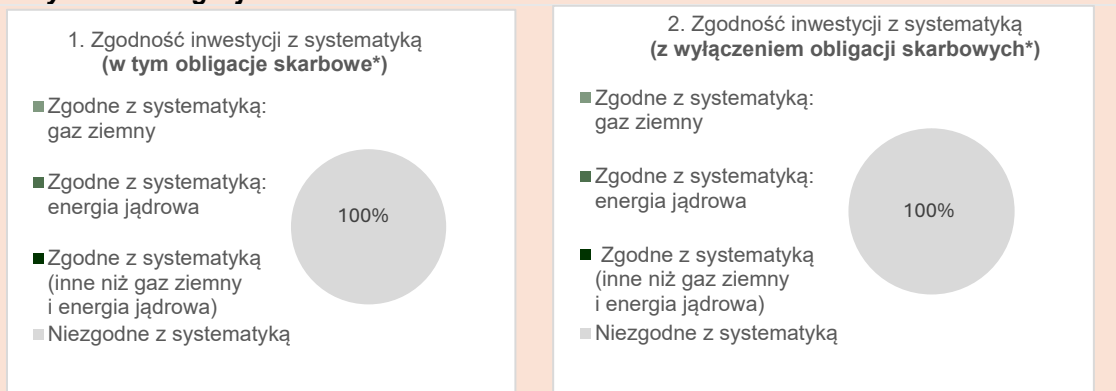 1. Zgodność inwestycji z systematyką
(w tym obligacje skarbowe*)
Zgodne z systematyką:
gaz ziemny
Zgodne z systematyką:
energia jądrowa
Zgodne z systematyką
(inne niż gaz ziemny
i energia jądrowa)
Niezgodne z systematyką
100%
2. Zgodność inwestycji z systematyką
(z wyłączeniem obligacji skarbowych*)
Zgodne z systematyką:
gaz ziemny
Zgodne z systematyką:
energia jądrowa
Zgodne z systematyką
(inne niż gaz ziemny
i energia jądrowa)
Niezgodne z systematyką
100%